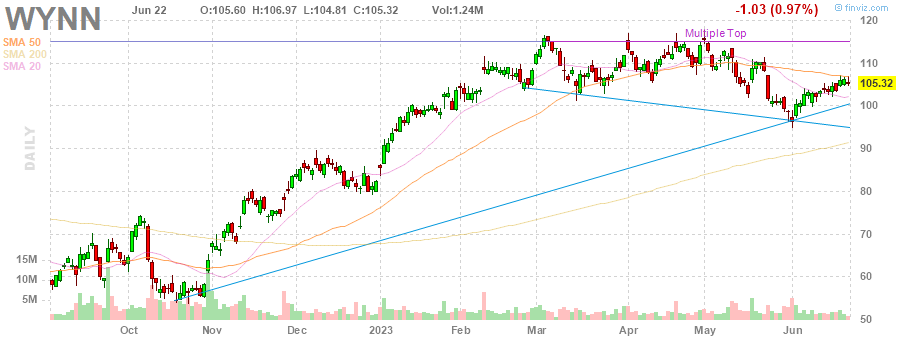 WYNN
Jun 22 O:105.60 H:106.97 L:104.81 C:105.32 Vol:1.24M -1.03 (0.97%)
© finviz.com
SMA 50
SMA 200
SMA 20
Multiple Top
DAILY
120
110
105.32
100
90
80
70
60
50
15M
10M
5M
Oct Nov Dec 2023 Feb Mar Apr May Jun